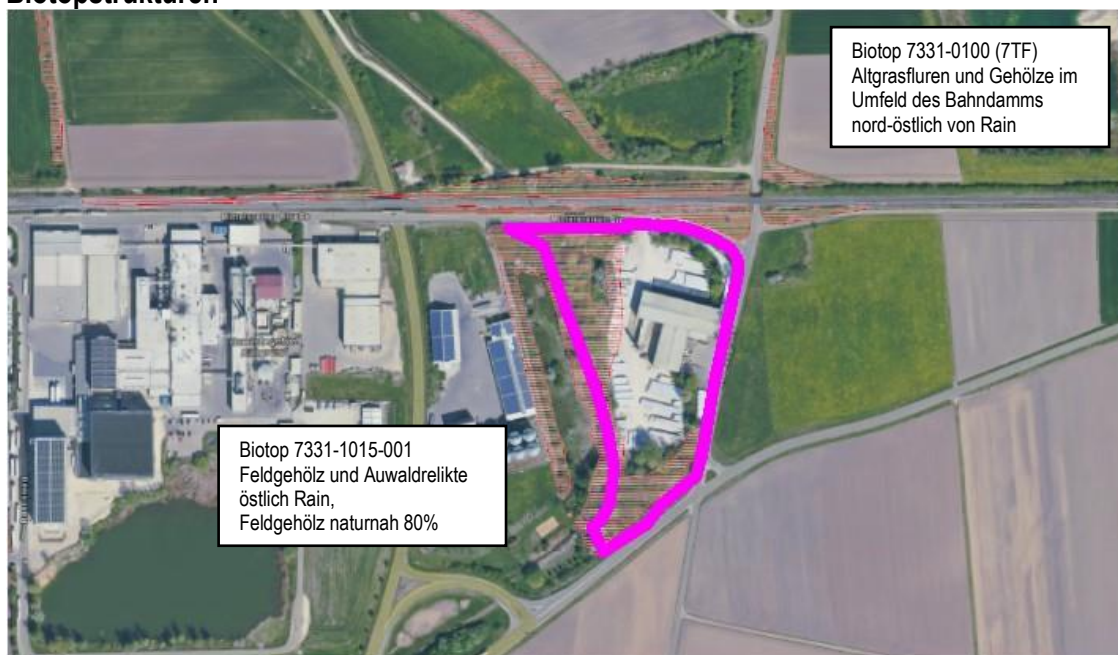 Biotopstrukturen
Biotop 7331-0100 (7TF)
Altgrasfluren und Gehölze im
Umfeld des Bahndamms
nord-östlich von Rain
Biotop 7331-1015-001
Feldgehölz und Auwaldrelikte
östlich Rain,
Feldgehölz naturnah 80%